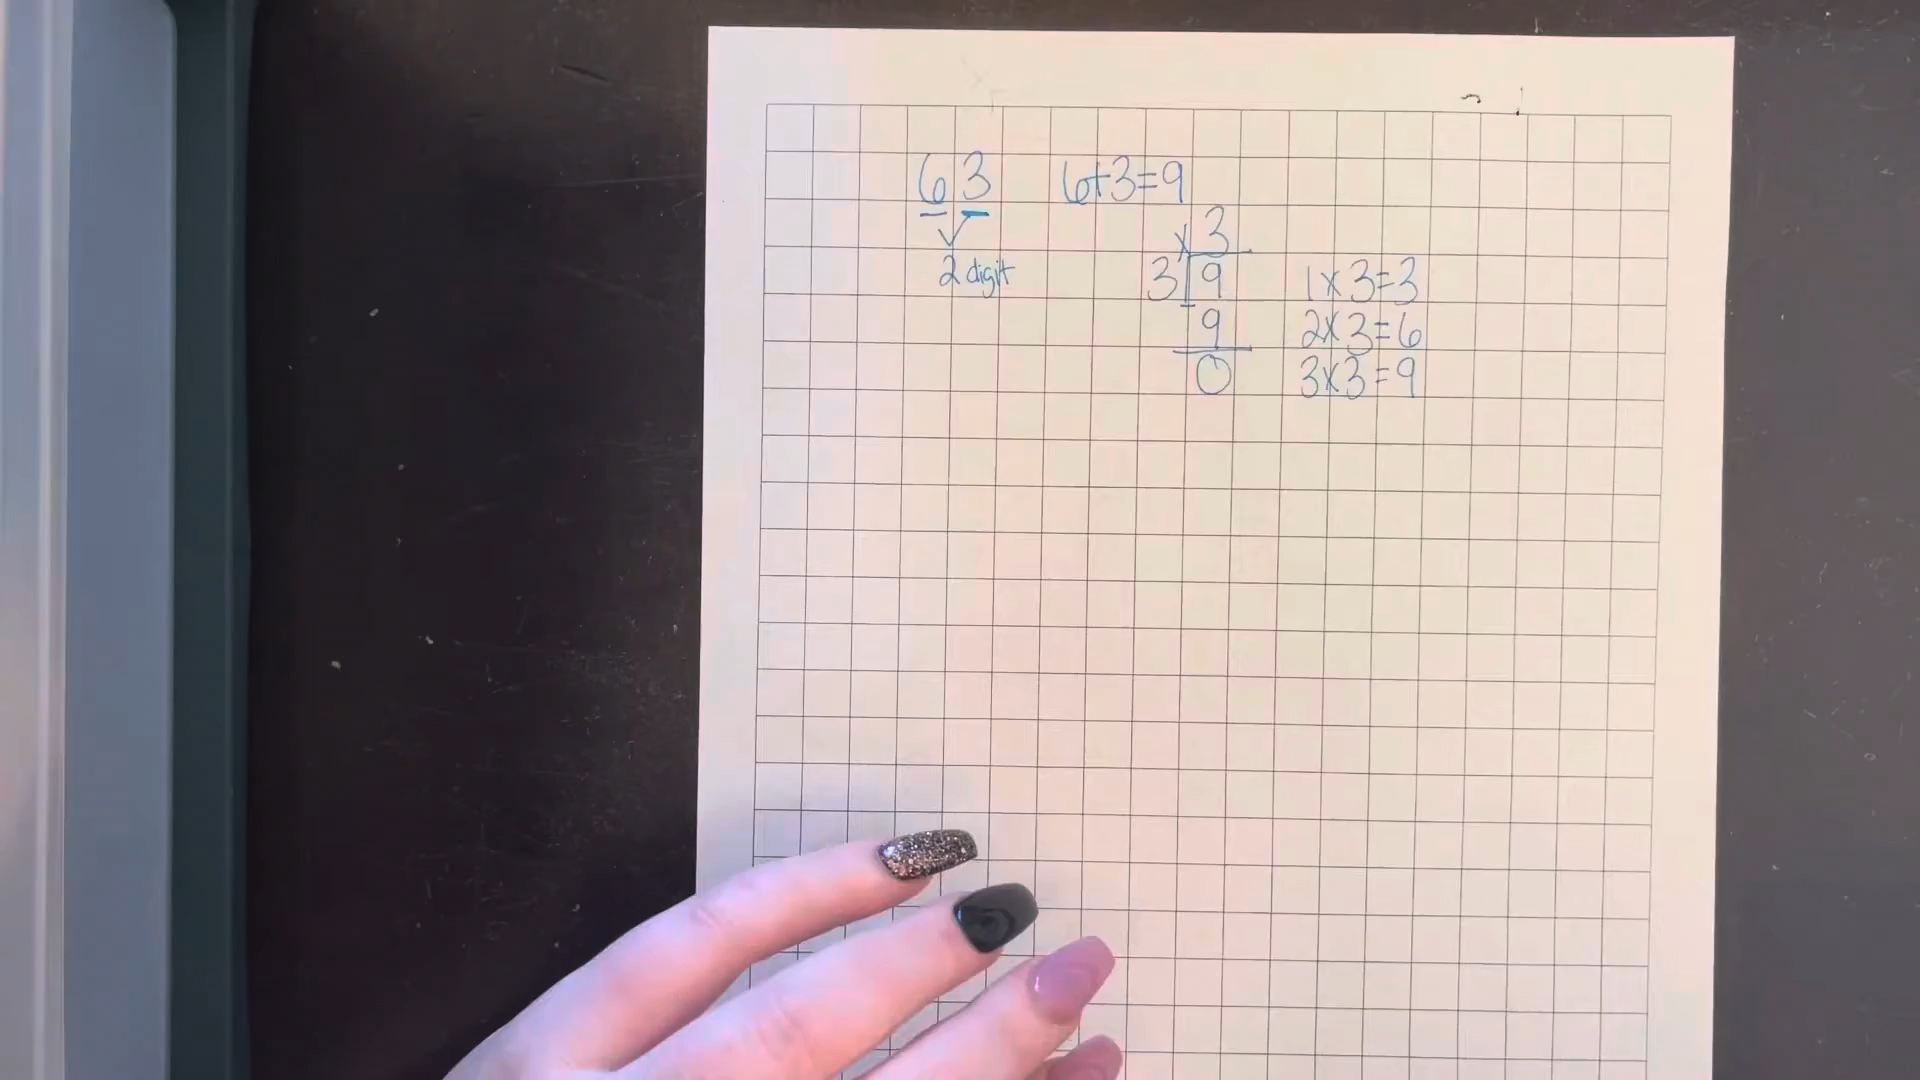 63 6+3=9
2 digit
x 3
3 9 1x3=3
- 9 2x3=6
0 3x3=9